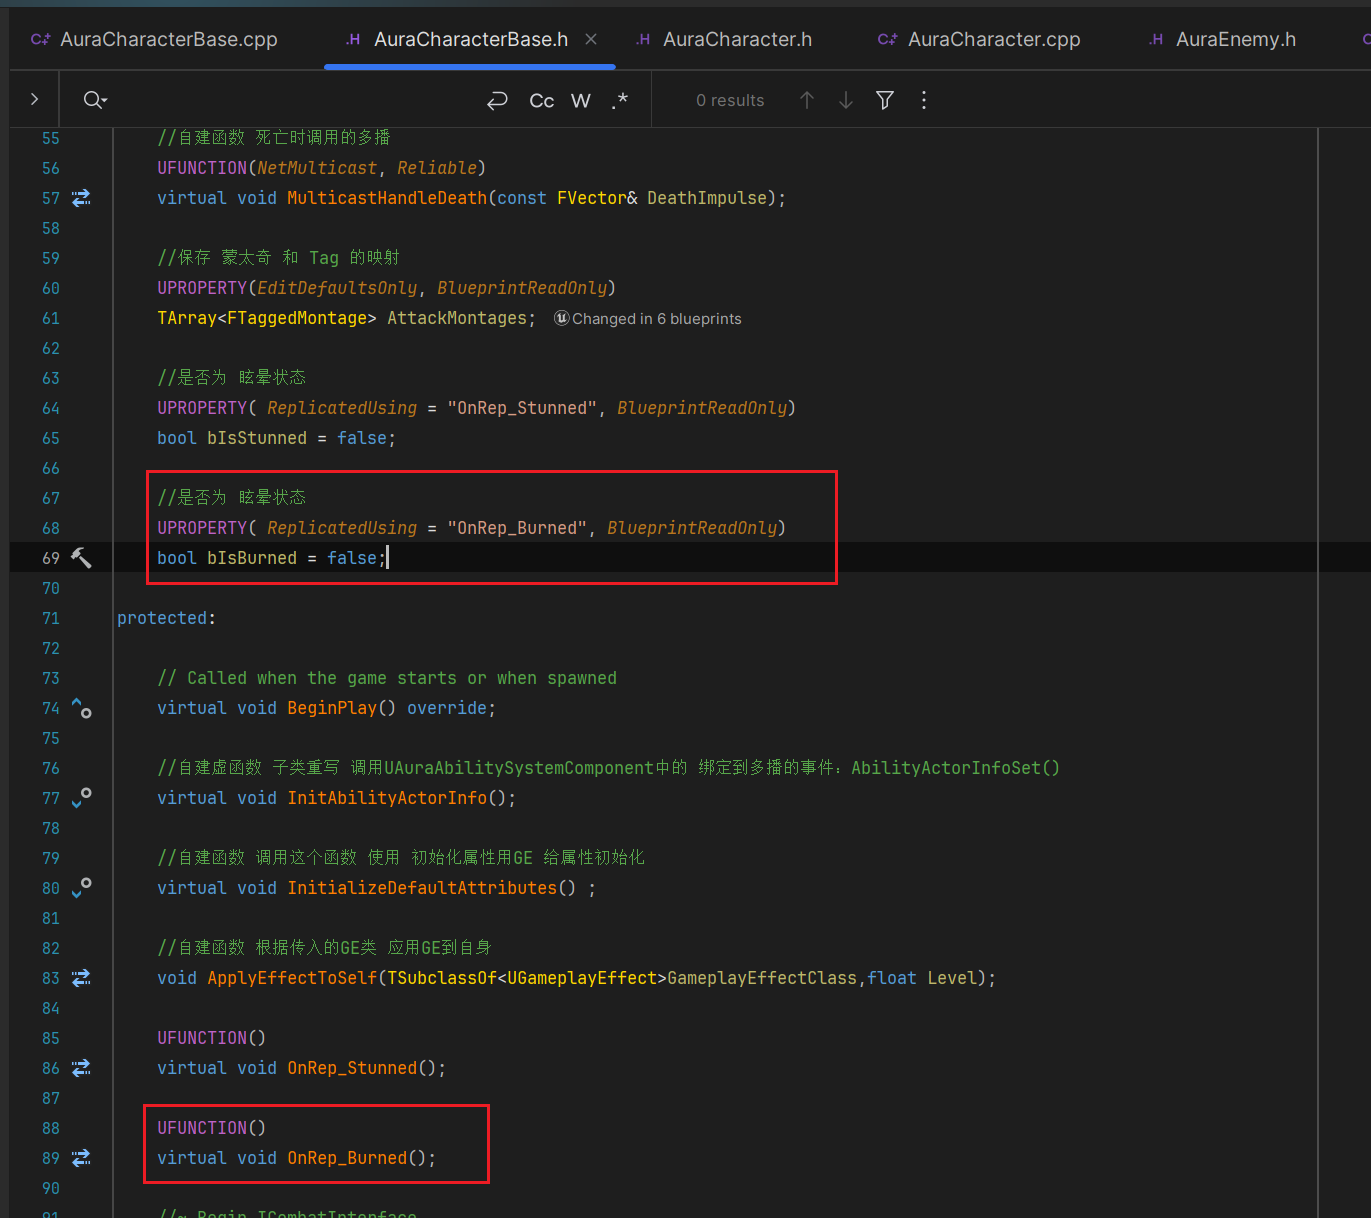 AuraCharacterBase.cpp AuraCharacterBase.h AuraCharacter.h AuraCharacter.cpp AuraEnemy.h
Cc W .* 0 results
55 //自建函数 死亡时调用的多播
56 UFUNCTION(NetMulticast, Reliable)
57 virtual void MulticastHandleDeath(const FVector& DeathImpulse);
58
59 //保存 蒙太奇 和 Tag 的映射
60 UPROPERTY(EditDefaultsOnly, BlueprintReadOnly)
61 TArray<FTaggedMontage> AttackMontages; Changed in 6 blueprints
62
63 //是否为 眩晕状态
64 UPROPERTY( ReplicatedUsing = "OnRep_Stunned", BlueprintReadOnly)
65 bool bIsStunned = false;
66
67 //是否为 眩晕状态
68 UPROPERTY( ReplicatedUsing = "OnRep_Burned", BlueprintReadOnly)
69 bool bIsBurned = false;
70
71 protected:
72
73 // Called when the game starts or when spawned
74 virtual void BeginPlay() override;
75
76 //自建虚函数 子类重写 调用UAuraAbilitySystemComponent中的 绑定到多播的事件：AbilityActorInfoSet()
77 virtual void InitAbilityActorInfo();
78
79 //自建函数 调用这个函数 使用 初始化属性用GE 给属性初始化
80 virtual void InitializeDefaultAttributes() ;
81
82 //自建函数 根据传入的GE类 应用GE到自身
83 void ApplyEffectToSelf(TSubclassOf<UGameplayEffect>GameplayEffectClass,float Level);
84
85 UFUNCTION()
86 virtual void OnRep_Stunned();
87
88 UFUNCTION()
89 virtual void OnRep_Burned();
90
91 //~ Begin ICombatInterface